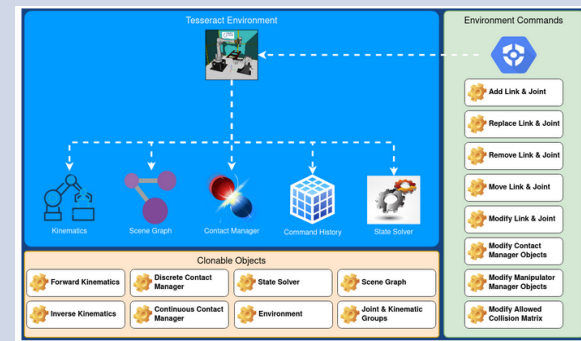 Tesseract Environment
Kinematics
Scene Graph
Contact Manager
Command History
State Solver
Clonable Objects
Forward Kinematics
Discrete Contact
Manager
State Solver
Scene Graph
Inverse Kinematics
Continuous Contact
Manager
Environment
Joint & Kinematic
Groups
Environment Commands
Add Link & Joint
Replace Link & Joint
Remove Link & Joint
Move Link & Joint
Modify Link & Joint
Modify Contact
Manager Objects
Modify Manipulator
Manager Objects
Modify Allowed
Collision Matrix